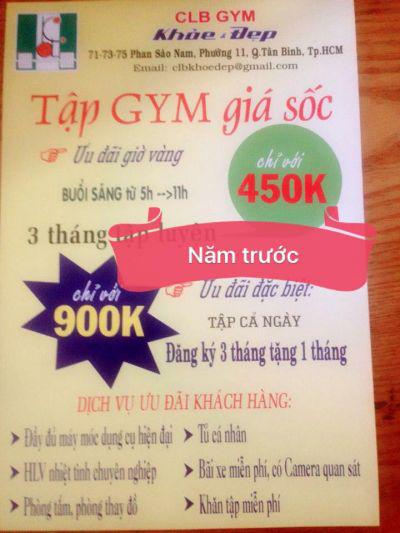 CLB GYM
Khỏe & Đẹp
71-73-75 Phan Sào Nam, Phường 11, Q.Tân Bình, Tp.HCM
Email: clbkhoedep@gmail.com
Tập GYM giá sốc
Ưu đãi giờ vàng
BUỔI SÁNG từ 5h -->11h
chỉ với
450K
3 tháng tập luyện
Năm trước
chỉ với
900K
Ưu đãi đặc biệt:
TẬP CẢ NGÀY
Đăng ký 3 tháng tặng 1 tháng
DỊCH VỤ ƯU ĐÃI KHÁCH HÀNG:
Đầy đủ máy móc dụng cụ hiện đại
HLV nhiệt tình chuyên nghiệp
Phòng tắm, phòng thay đồ
Tủ cá nhân
Bãi xe miễn phí, có Camera quan sát
Khăn tập miễn phí